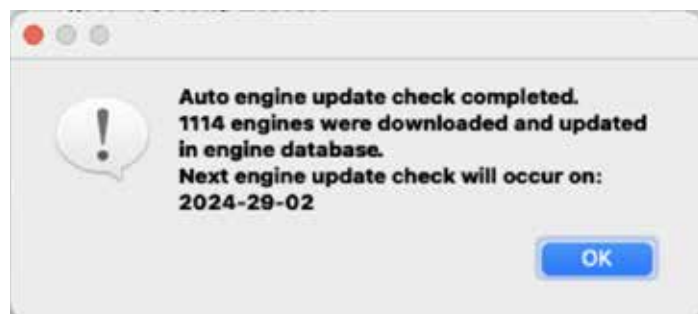 Auto engine update check completed.
1114 engines were downloaded and updated
in engine database.
Next engine update check will occur on:
2024-29-02
OK